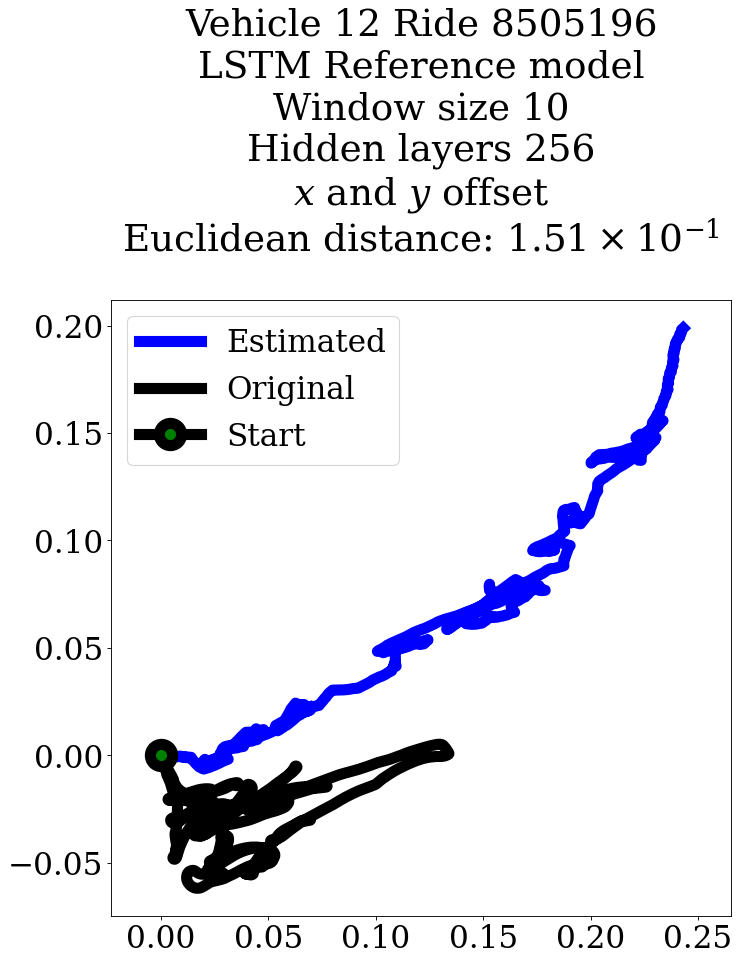 Vehicle 12 Ride 8505196
LSTM Reference model
Window size 10
Hidden layers 256
x and y offset
Euclidean distance: 1.51 × 10⁻¹
Estimated
Original
Start
0.20
0.15
0.10
0.05
0.00
−0.05
0.00 0.05 0.10 0.15 0.20 0.25